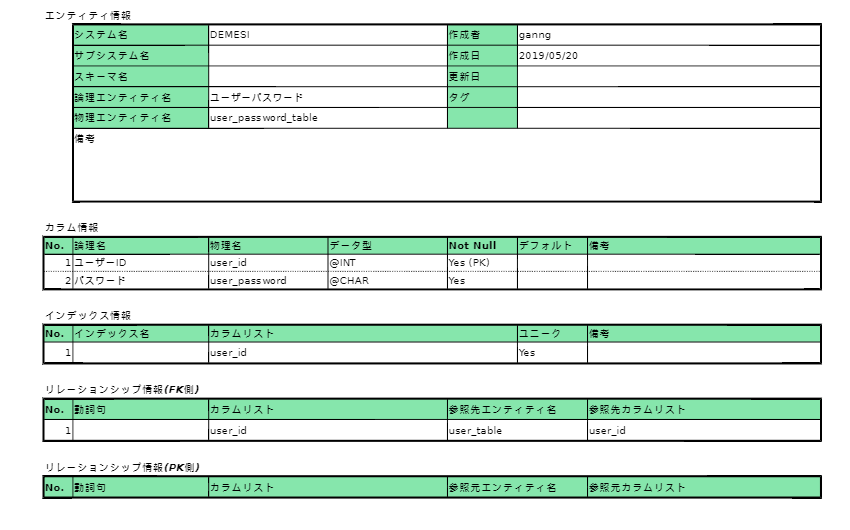 エンティティ情報
システム名 DEMESI 作成者 ganng
サブシステム名 作成日 2019/05/20
スキーマ名 更新日
論理エンティティ名 ユーザーパスワード タグ
物理エンティティ名 user_password_table
備考
カラム情報
No. 論理名 物理名 データ型 Not Null デフォルト 備考
1 ユーザーID user_id @INT Yes (PK)
2 パスワード user_password @CHAR Yes
インデックス情報
No. インデックス名 カラムリスト ユニーク 備考
1 user_id Yes
リレーションシップ情報(FK側)
No. 動詞句 カラムリスト 参照先エンティティ名 参照先カラムリスト
1 user_id user_table user_id
リレーションシップ情報(PK側)
No. 動詞句 カラムリスト 参照元エンティティ名 参照元カラムリスト